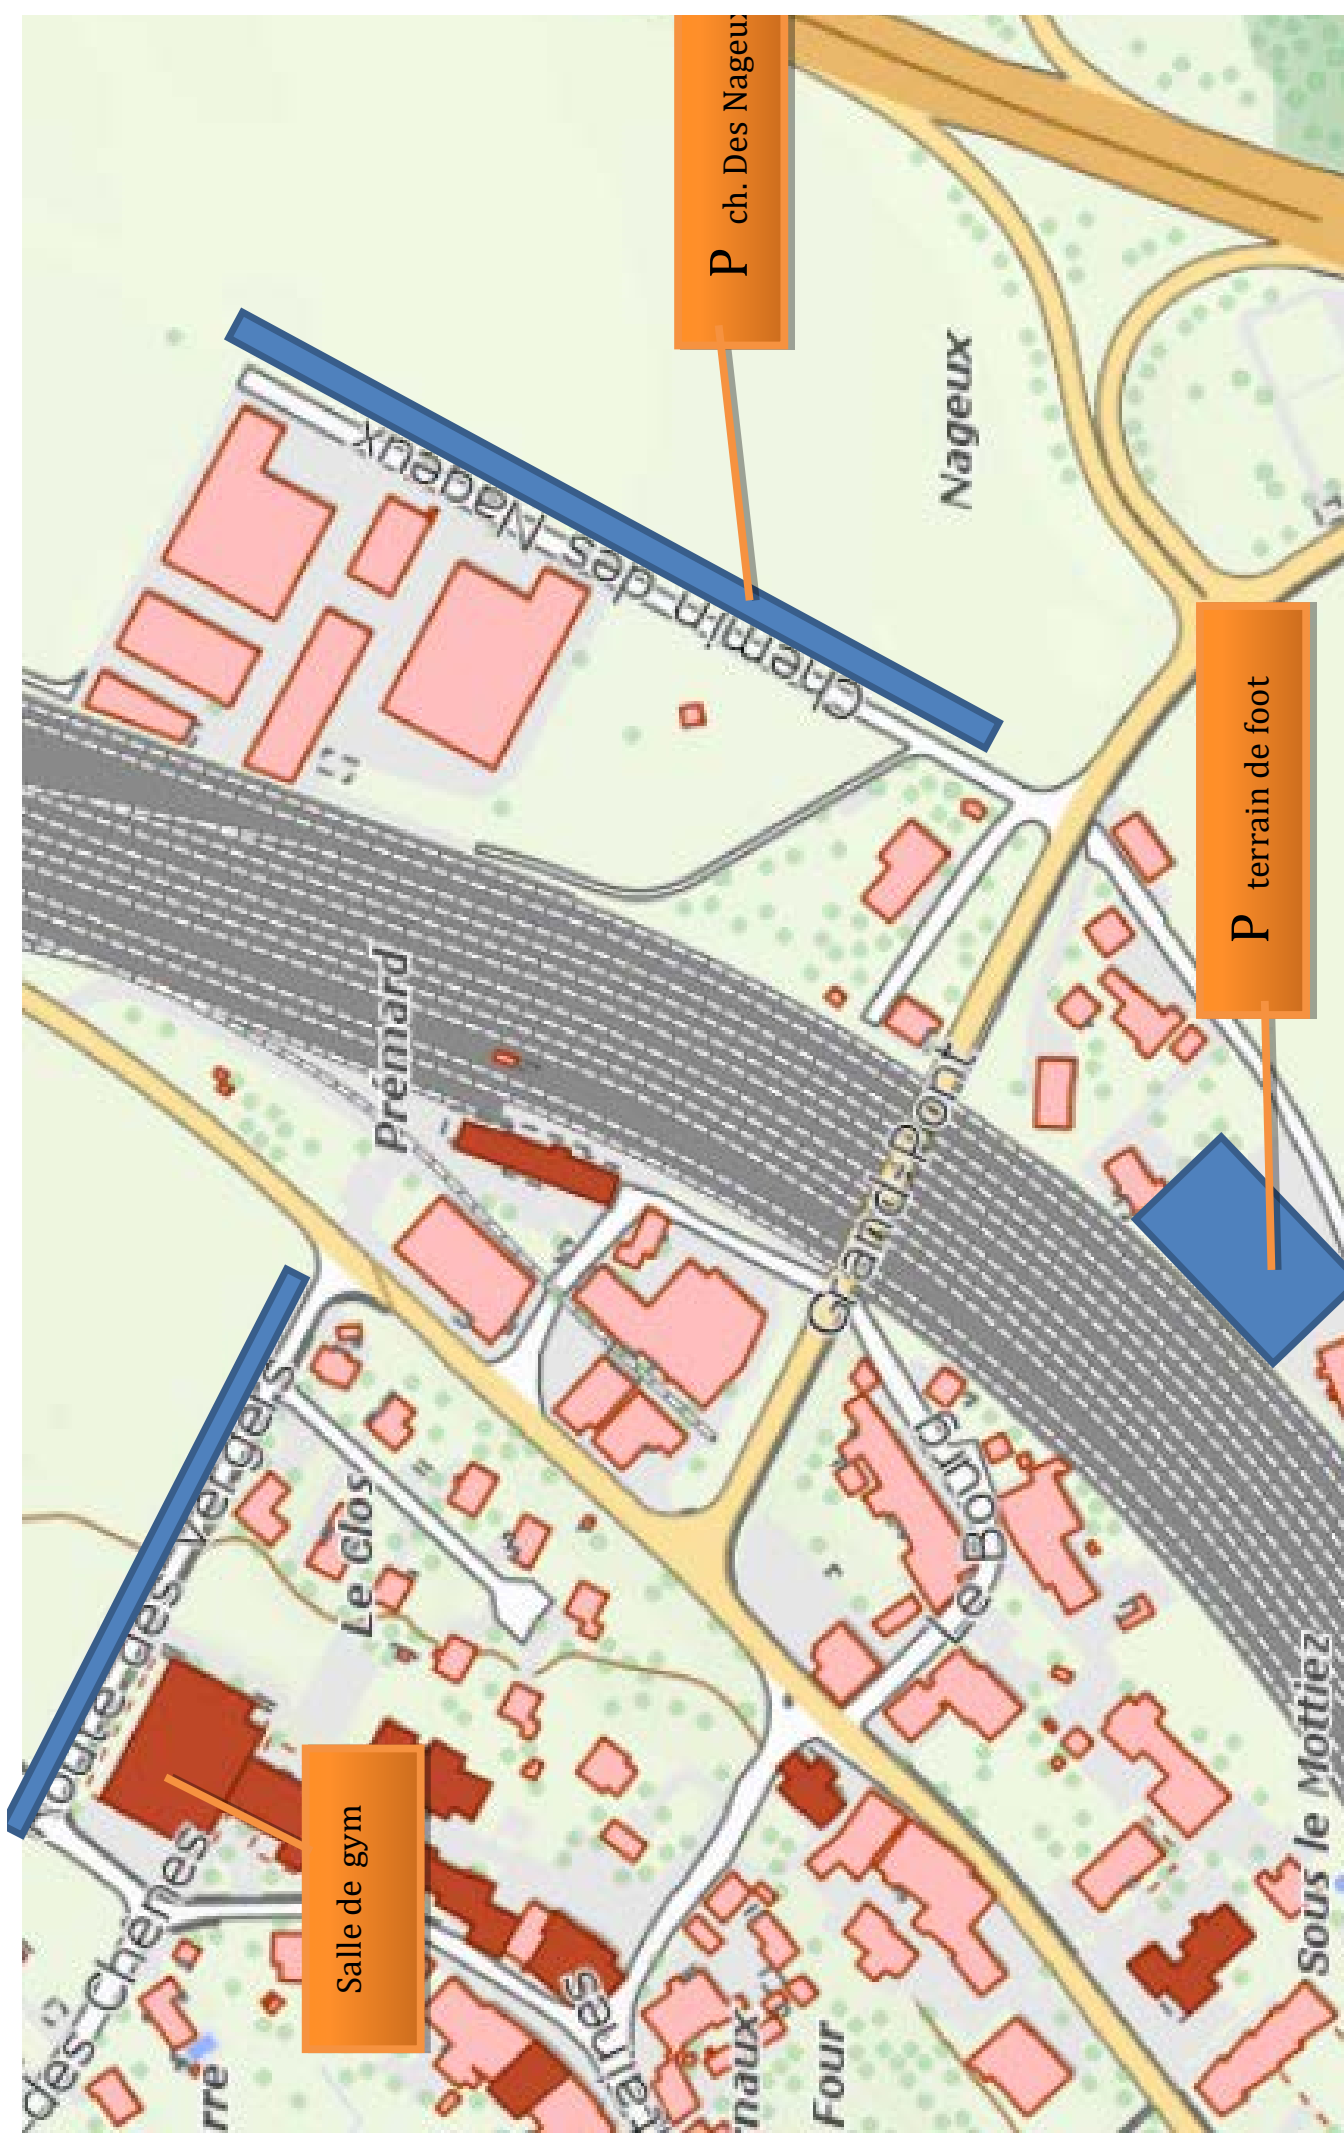 P ch. Des Nageux
Nageux
Chemin des Nageux
P terrain de foot
Prémard
Grand-Pont
Route des Vergers
Le Clos
Le Bourg
Salle de gym
des Chênes
Sous le Mottiez
Four